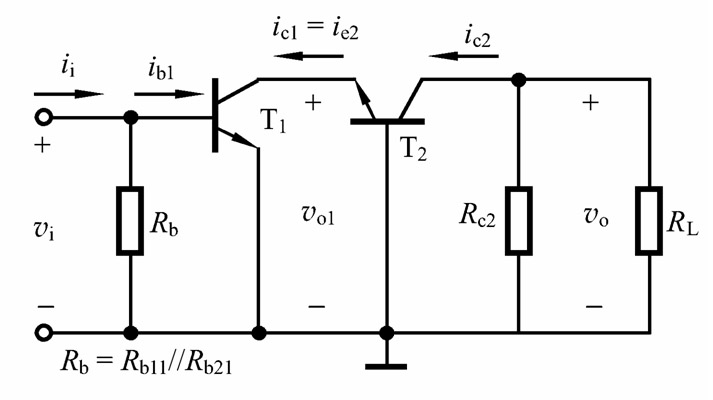 i_c1 = i_e2
i_c2
i_i
i_b1
+
T_1
+
T_2
+
v_i
R_b
v_o1
R_c2
v_o
R_L
−
−
−
R_b = R_b11//R_b21